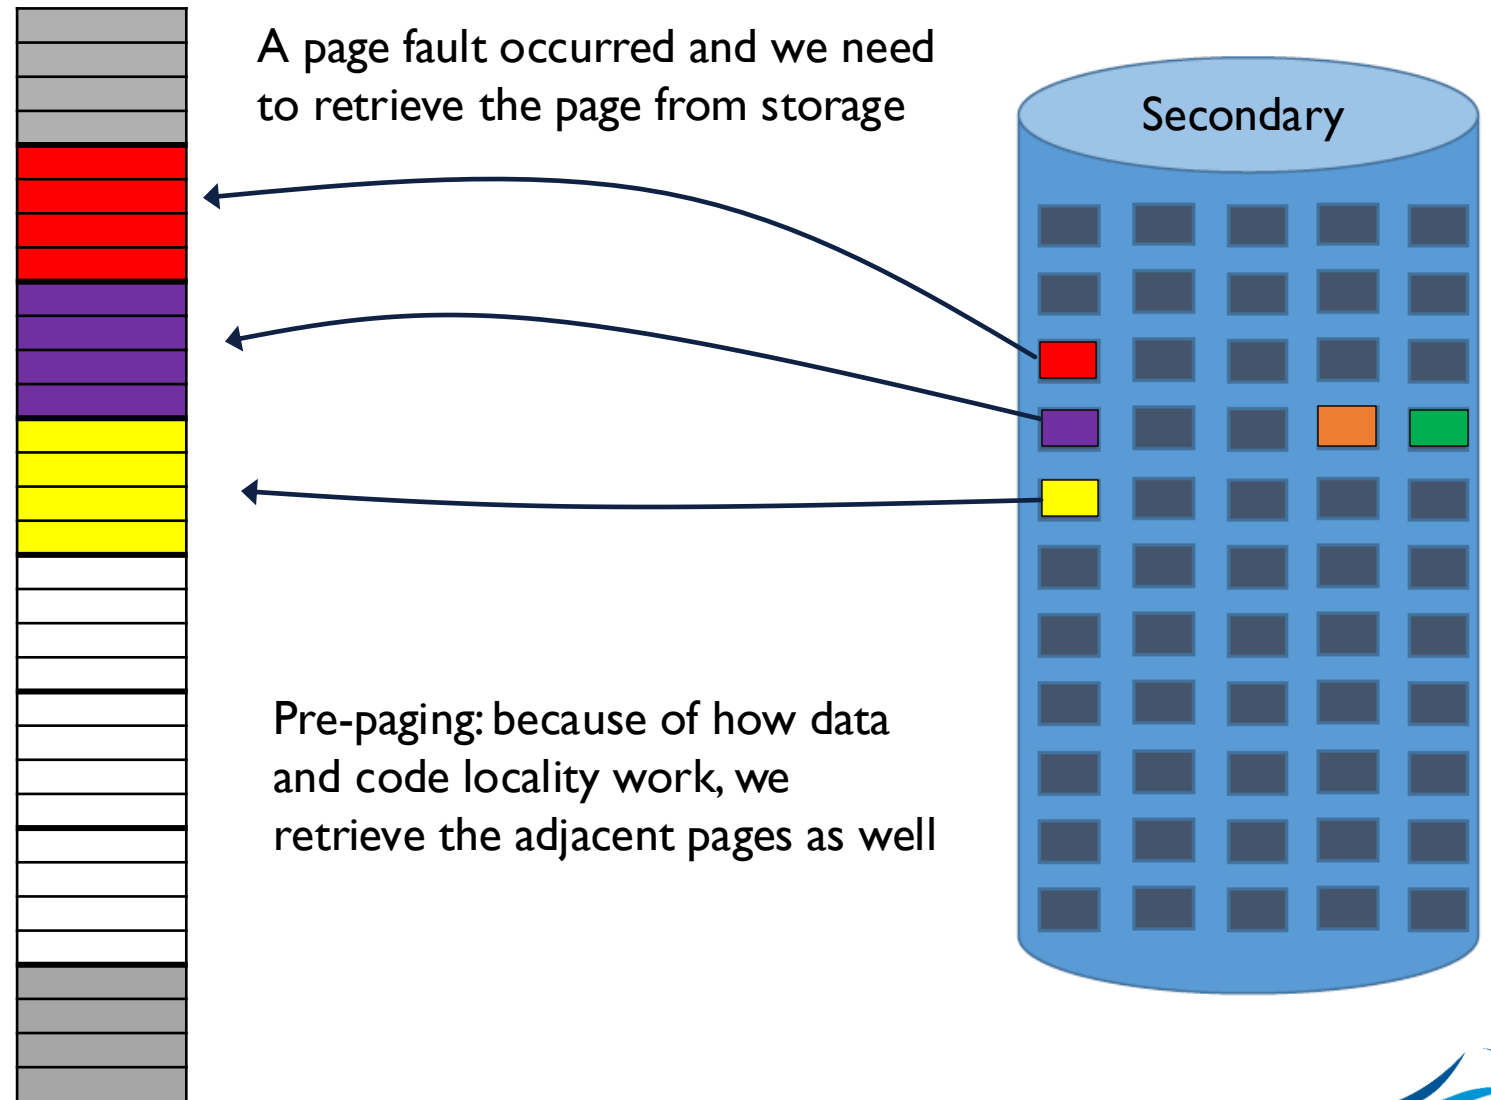 A page fault occurred and we need
to retrieve the page from storage
Secondary
Pre-paging: because of how data
and code locality work, we
retrieve the adjacent pages as well